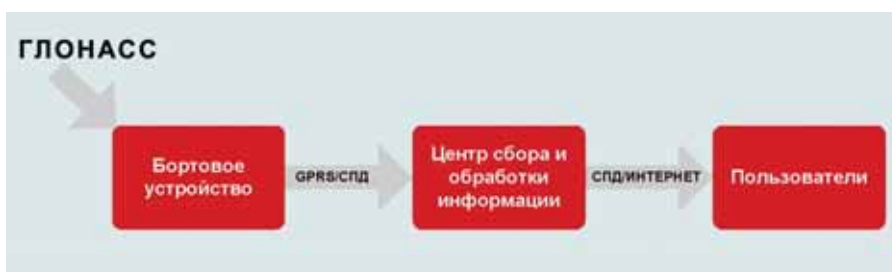 ГЛОНАСС
Бортовое
устройство
GPRS/СПД
Центр сбора и
обработки
информации
СПД/ИНТЕРНЕТ
Пользователи